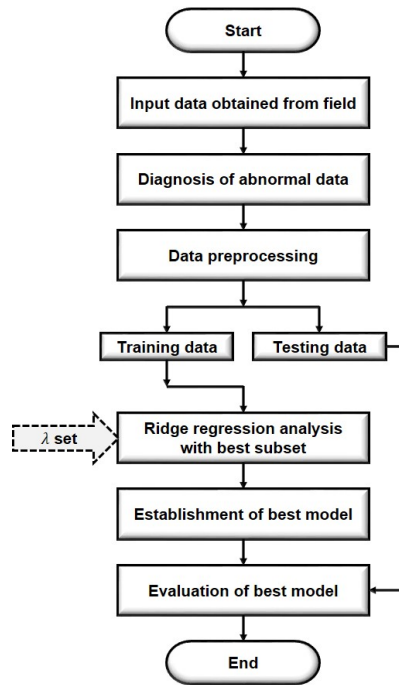 Start
Input data obtained from field
Diagnosis of abnormal data
Data preprocessing
Training data
Testing data
λ set
Ridge regression analysis
with best subset
Establishment of best model
Evaluation of best model
End